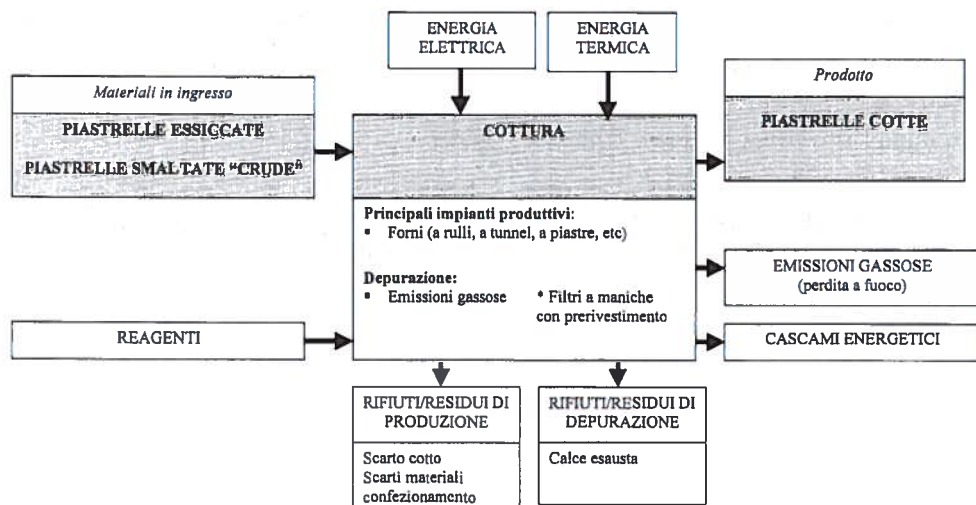 ENERGIA
ELETTRICA
ENERGIA
TERMICA
Materiali in ingresso
PIASTRELLE ESSICCATE
PIASTRELLE SMALTATE "CRUDE"
COTTURA
Prodotto
PIASTRELLE COTTE
Principali impianti produttivi:
▪ Forni (a rulli, a tunnel, a piastre, etc)
Depurazione:
▪ Emissioni gassose
* Filtri a maniche
con prerivestimento
EMISSIONI GASSOSE
(perdita a fuoco)
REAGENTI
CASCAMI ENERGETICI
RIFIUTI/RESIDUI DI
PRODUZIONE
Scarto cotto
Scarti materiali
confezionamento
RIFIUTI/RESIDUI DI
DEPURAZIONE
Calce esausta